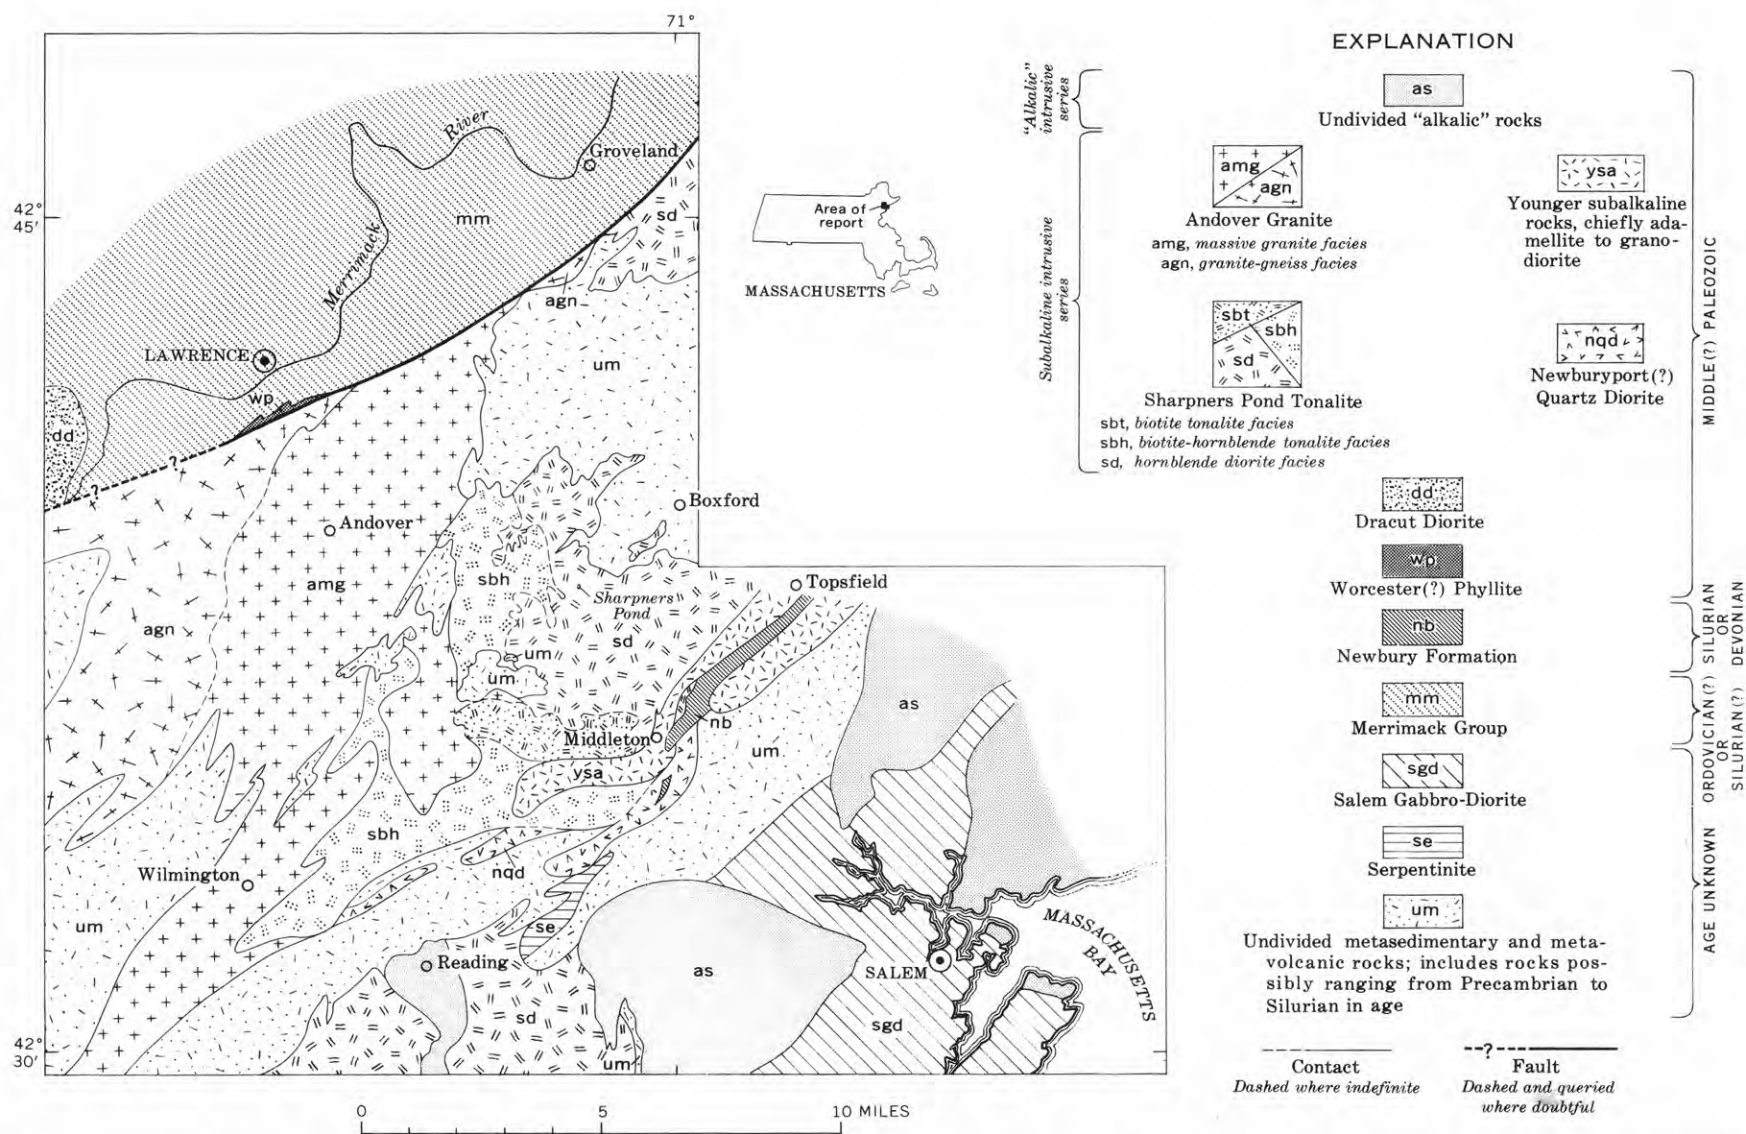 71°
42°
45′
Merrimack
River
Groveland
mm
sd
agn
LAWRENCE
wp
um
dd
?
?
Andover
Boxford
amg
sbh
Sharpners
Pond
Topsfield
agn
sd
um
um
nb
as
Middleton
um
ysa
sbh
nqd
Wilmington
um
se
Reading
as
SALEM
MASSACHUSETTS
BAY
sd
sgd
um
42°
30′
0 5 10 MILES
Area of
report
MASSACHUSETTS
EXPLANATION
"Alkalic"
intrusive
series
as
Undivided "alkalic" rocks
Subalkaline intrusive
series
amg
agn
Andover Granite
amg, massive granite facies
agn, granite-gneiss facies
ysa
Younger subalkaline
rocks, chiefly ada-
mellite to grano-
diorite
sbt
sbh
sd
Sharpners Pond Tonalite
sbt, biotite tonalite facies
sbh, biotite-hornblende tonalite facies
sd, hornblende diorite facies
nqd
Newburyport(?)
Quartz Diorite
dd
Dracut Diorite
wp
Worcester(?) Phyllite
nb
Newbury Formation
mm
Merrimack Group
sgd
Salem Gabbro-Diorite
se
Serpentinite
um
Undivided metasedimentary and meta-
volcanic rocks; includes rocks pos-
sibly ranging from Precambrian to
Silurian in age
MIDDLE(?) PALEOZOIC
SILURIAN
OR
DEVONIAN
ORDOVICIAN(?)
OR
SILURIAN(?)
AGE UNKNOWN
Contact
Dashed where indefinite
?
Fault
Dashed and queried
where doubtful